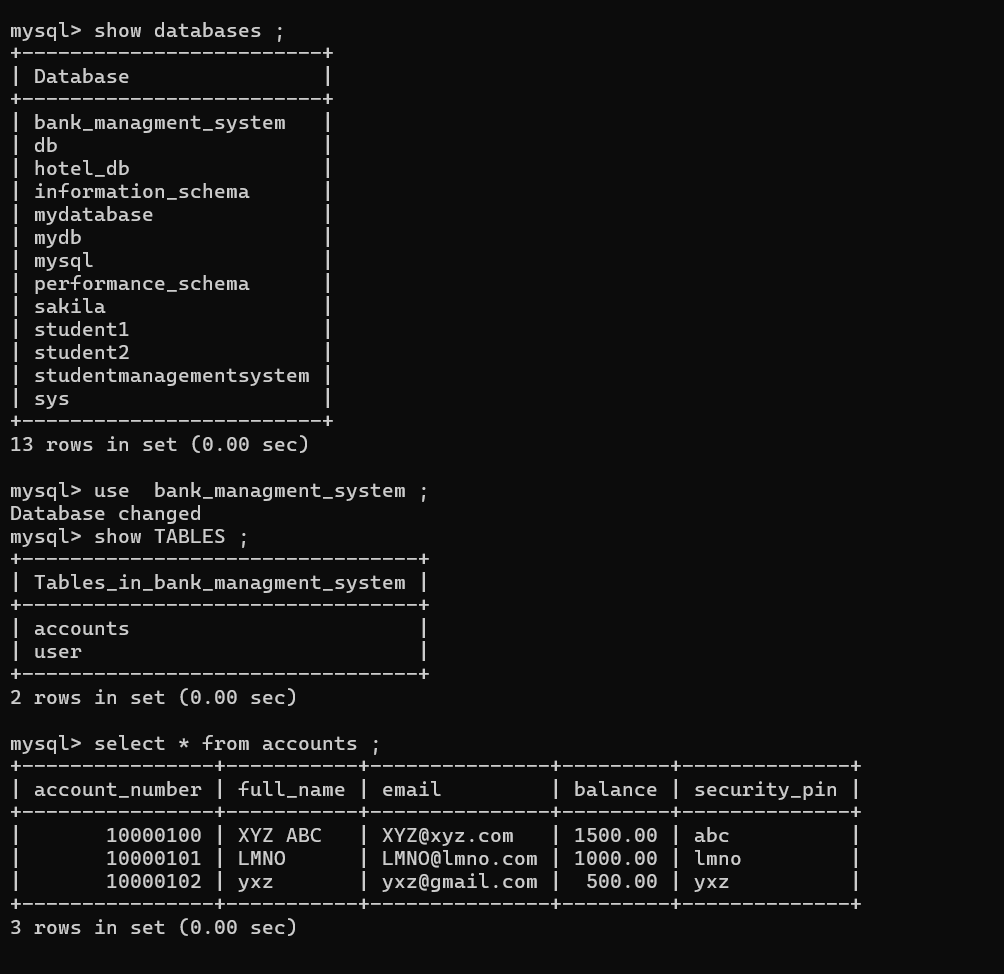 mysql> show databases ;
+-------------------------+
| Database                |
+-------------------------+
| bank_managment_system   |
| db                      |
| hotel_db                |
| information_schema      |
| mydatabase              |
| mydb                    |
| mysql                   |
| performance_schema      |
| sakila                  |
| student1                |
| student2                |
| studentmanagementsystem |
| sys                     |
+-------------------------+
13 rows in set (0.00 sec)

mysql> use  bank_managment_system ;
Database changed
mysql> show TABLES ;
+---------------------------------+
| Tables_in_bank_managment_system |
+---------------------------------+
| accounts                        |
| user                            |
+---------------------------------+
2 rows in set (0.00 sec)

mysql> select * from accounts ;
+----------------+-----------+---------------+---------+--------------+
| account_number | full_name | email         | balance | security_pin |
+----------------+-----------+---------------+---------+--------------+
|       10000100 | XYZ ABC   | XYZ@xyz.com   | 1500.00 | abc          |
|       10000101 | LMNO      | LMNO@lmno.com | 1000.00 | lmno         |
|       10000102 | yxz       | yxz@gmail.com |  500.00 | yxz          |
+----------------+-----------+---------------+---------+--------------+
3 rows in set (0.00 sec)